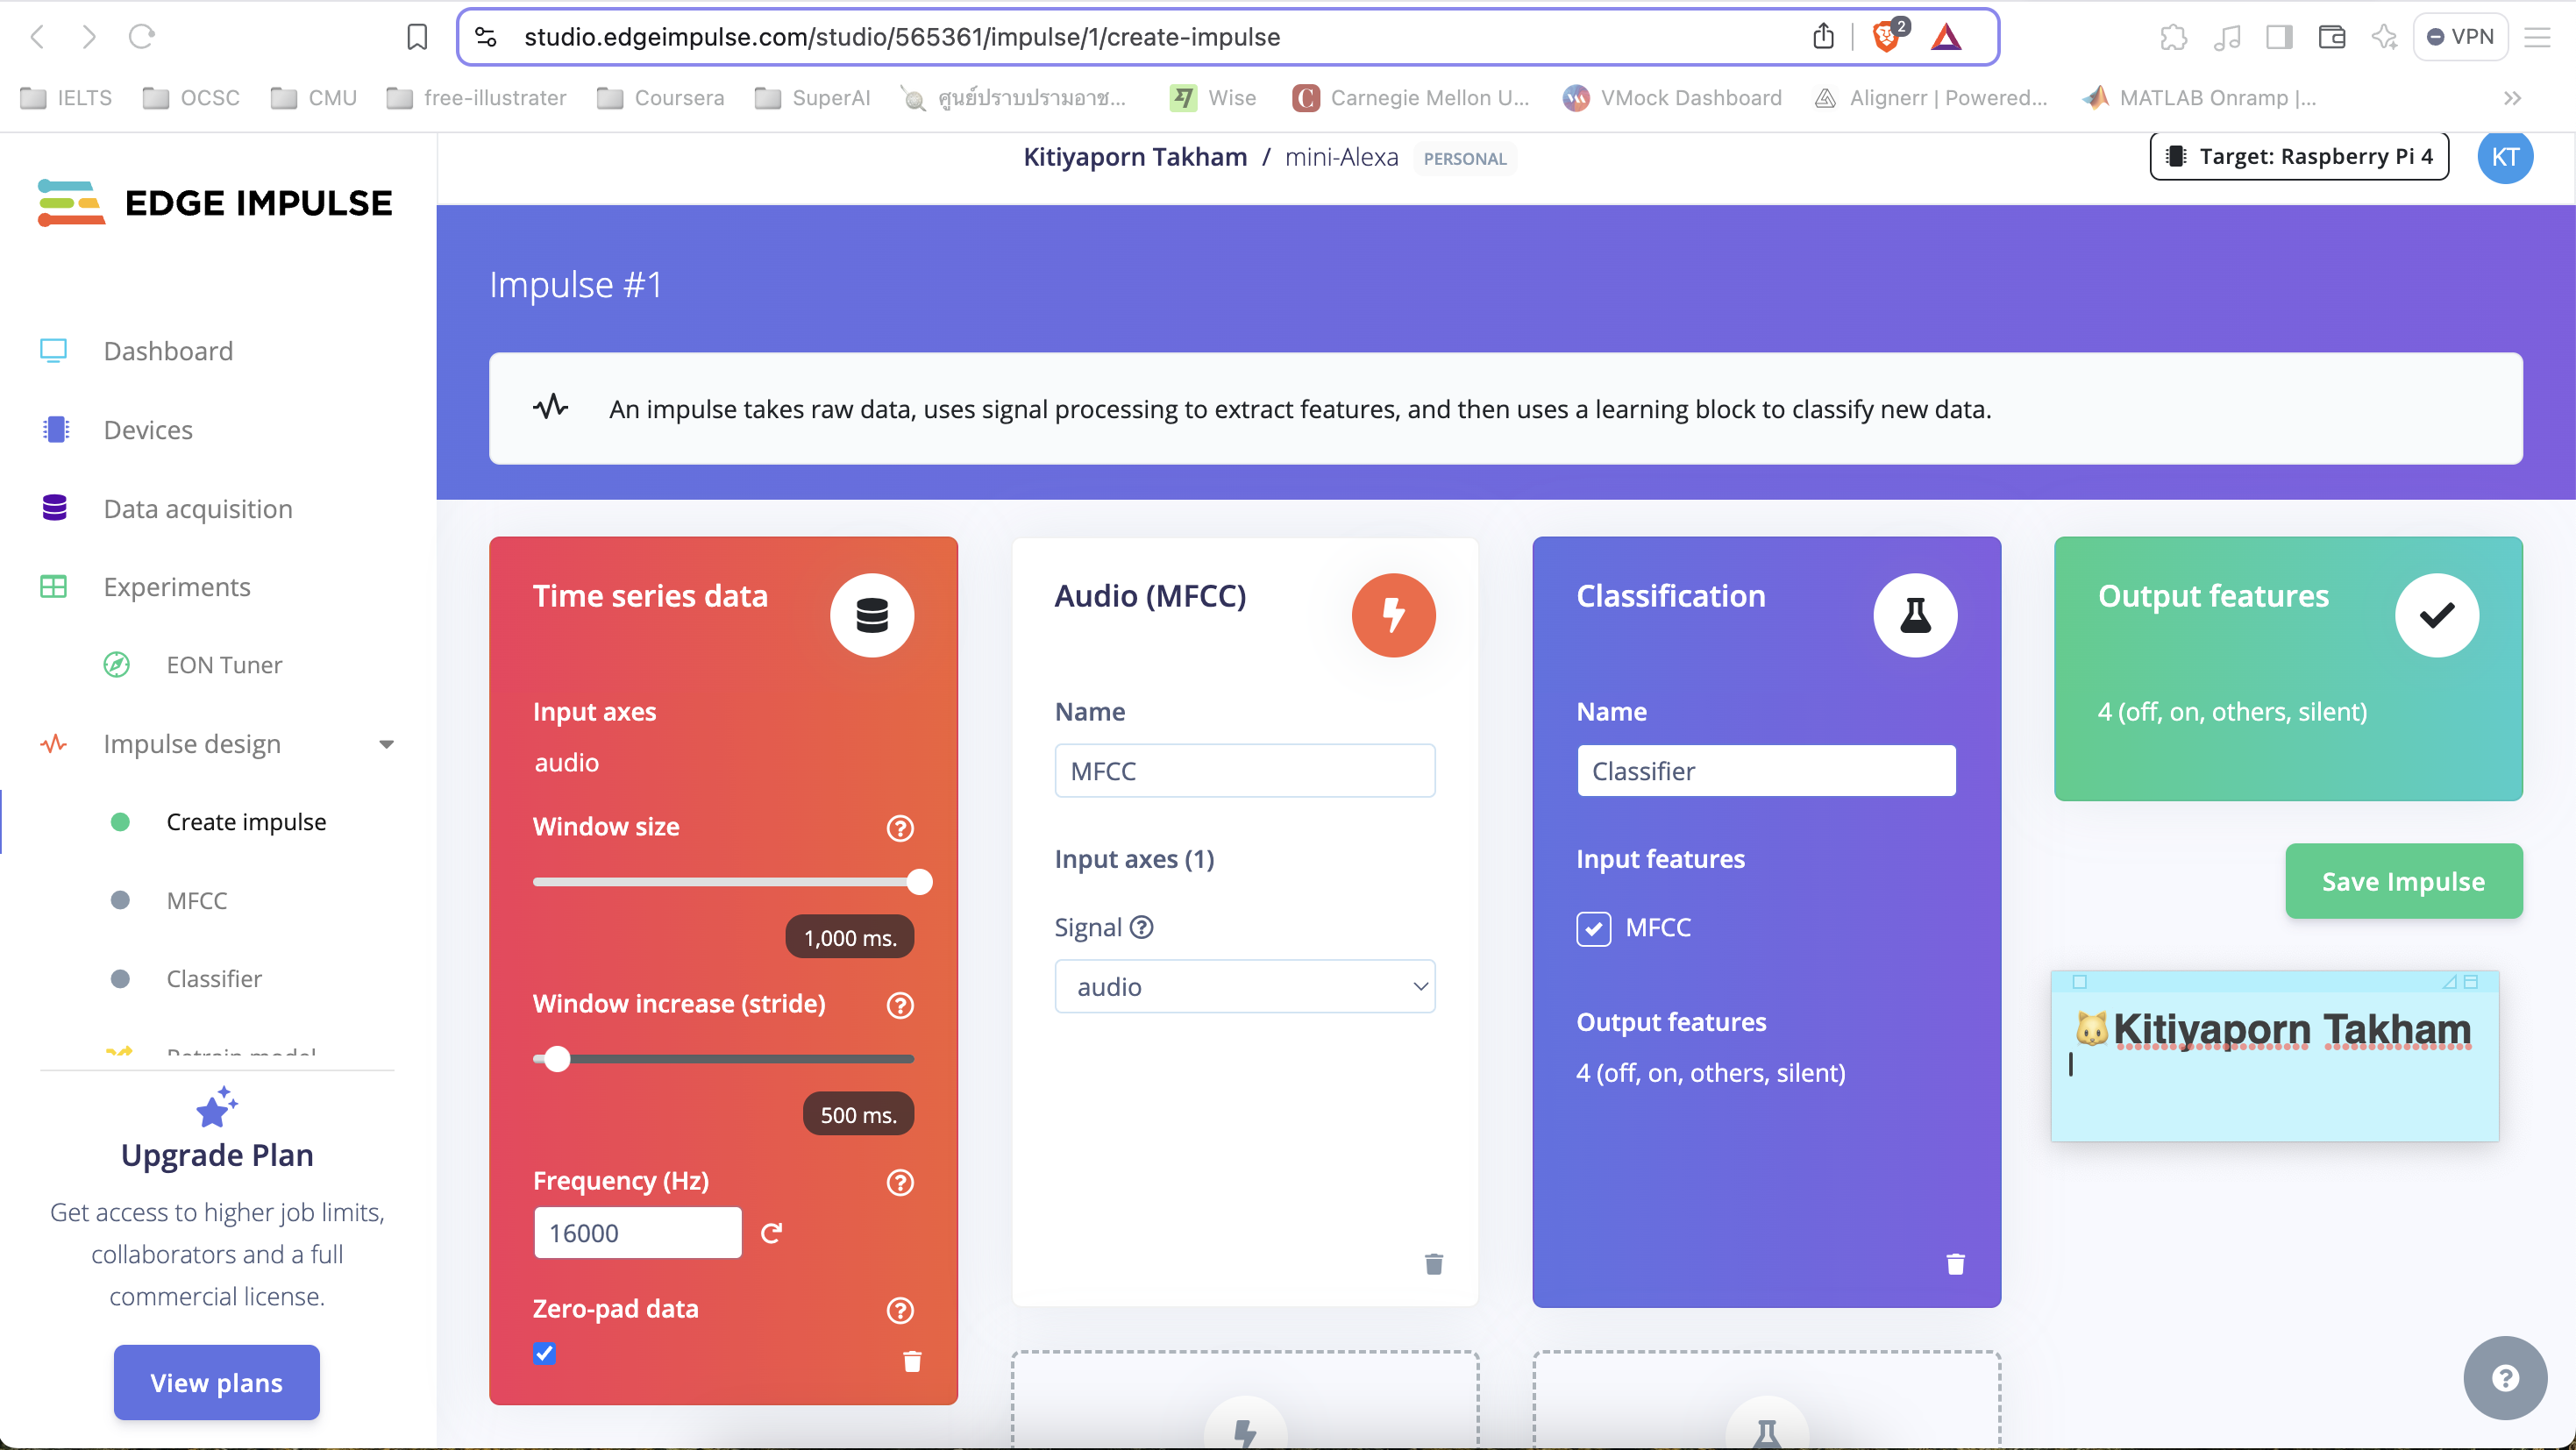 studio.edgeimpulse.com/studio/565361/impulse/1/create-impulse
2
VPN
IELTS
OCSC
CMU
free-illustrater
Coursera
SuperAI
ศูนย์ปราบปรามอาช...
Wise
Carnegie Mellon U...
VMock Dashboard
Alignerr | Powered...
MATLAB Onramp |...
EDGE IMPULSE
Kitiyaporn Takham / mini-Alexa PERSONAL
Target: Raspberry Pi 4
KT
Dashboard
Devices
Data acquisition
Experiments
EON Tuner
Impulse design
Create impulse
MFCC
Classifier
Retrain model
Upgrade Plan
Get access to higher job limits,
collaborators and a full
commercial license.
View plans
Impulse #1
An impulse takes raw data, uses signal processing to extract features, and then uses a learning block to classify new data.
Time series data
Input axes
audio
Window size
1,000 ms.
Window increase (stride)
500 ms.
Frequency (Hz)
16000
Zero-pad data
Audio (MFCC)
Name
MFCC
Input axes (1)
Signal
audio
Classification
Name
Classifier
Input features
MFCC
Output features
4 (off, on, others, silent)
Output features
4 (off, on, others, silent)
Save Impulse
🐱Kitiyaporn Takham